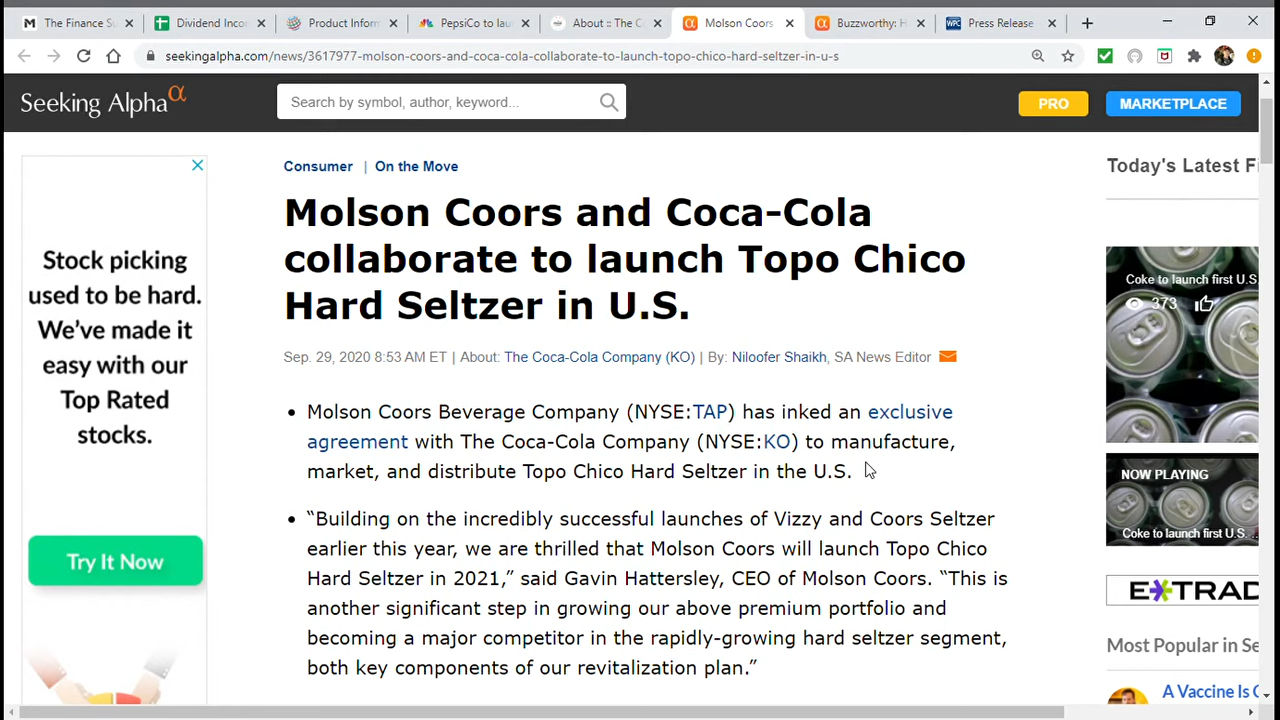 The Finance S
Dividend Inco
Product Inforn
PepsiCo to lau
About :: The C
Molson Coors
Buzzworthy: H
Press Release
seekingalpha.com/news/3617977-molson-coors-and-coca-cola-collaborate-to-launch-topo-chico-hard-seltzer-in-u-s
Seeking Alpha α
Search by symbol, author, keyword...
PRO
MARKETPLACE
Stock picking
used to be hard.
We've made it
easy with our
Top Rated
stocks.
Try It Now
Consumer | On the Move
Molson Coors and Coca-Cola
collaborate to launch Topo Chico
Hard Seltzer in U.S.
Sep. 29, 2020 8:53 AM ET | About: The Coca-Cola Company (KO) | By: Niloofer Shaikh, SA News Editor
• Molson Coors Beverage Company (NYSE:TAP) has inked an exclusive
agreement with The Coca-Cola Company (NYSE:KO) to manufacture,
market, and distribute Topo Chico Hard Seltzer in the U.S.
• “Building on the incredibly successful launches of Vizzy and Coors Seltzer
earlier this year, we are thrilled that Molson Coors will launch Topo Chico
Hard Seltzer in 2021,” said Gavin Hattersley, CEO of Molson Coors. “This is
another significant step in growing our above premium portfolio and
becoming a major competitor in the rapidly-growing hard seltzer segment,
both key components of our revitalization plan.”
Today's Latest Fi
Coke to launch first U.S.
373
NOW PLAYING
Coke to launch first U.S. ...
E*TRAD
Most Popular in Se
A Vaccine Is C